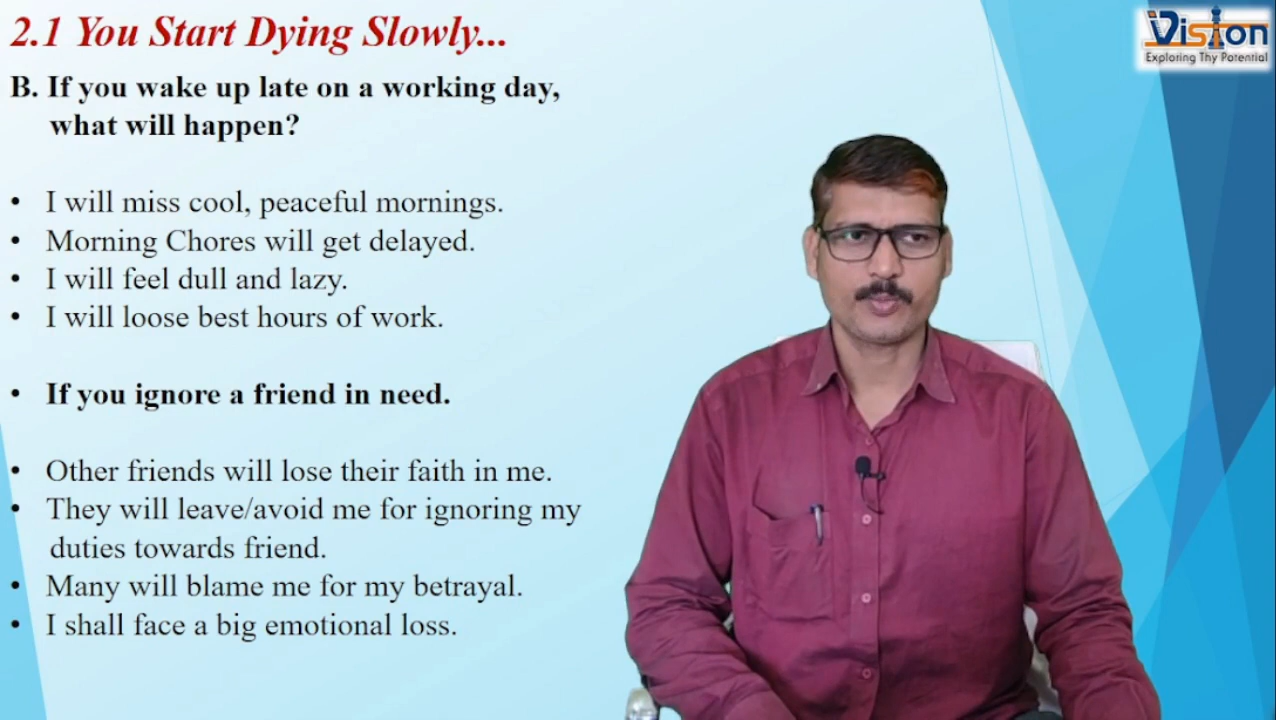 2.1 You Start Dying Slowly...
B. If you wake up late on a working day,
what will happen?
• I will miss cool, peaceful mornings.
• Morning Chores will get delayed.
• I will feel dull and lazy.
• I will loose best hours of work.
• If you ignore a friend in need.
• Other friends will lose their faith in me.
• They will leave/avoid me for ignoring my
duties towards friend.
• Many will blame me for my betrayal.
• I shall face a big emotional loss.
Vision
Exploring Thy Potential